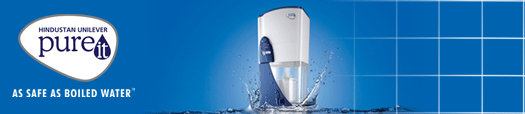 HINDUSTAN UNILEVER
pureit
AS SAFE AS BOILED WATER™